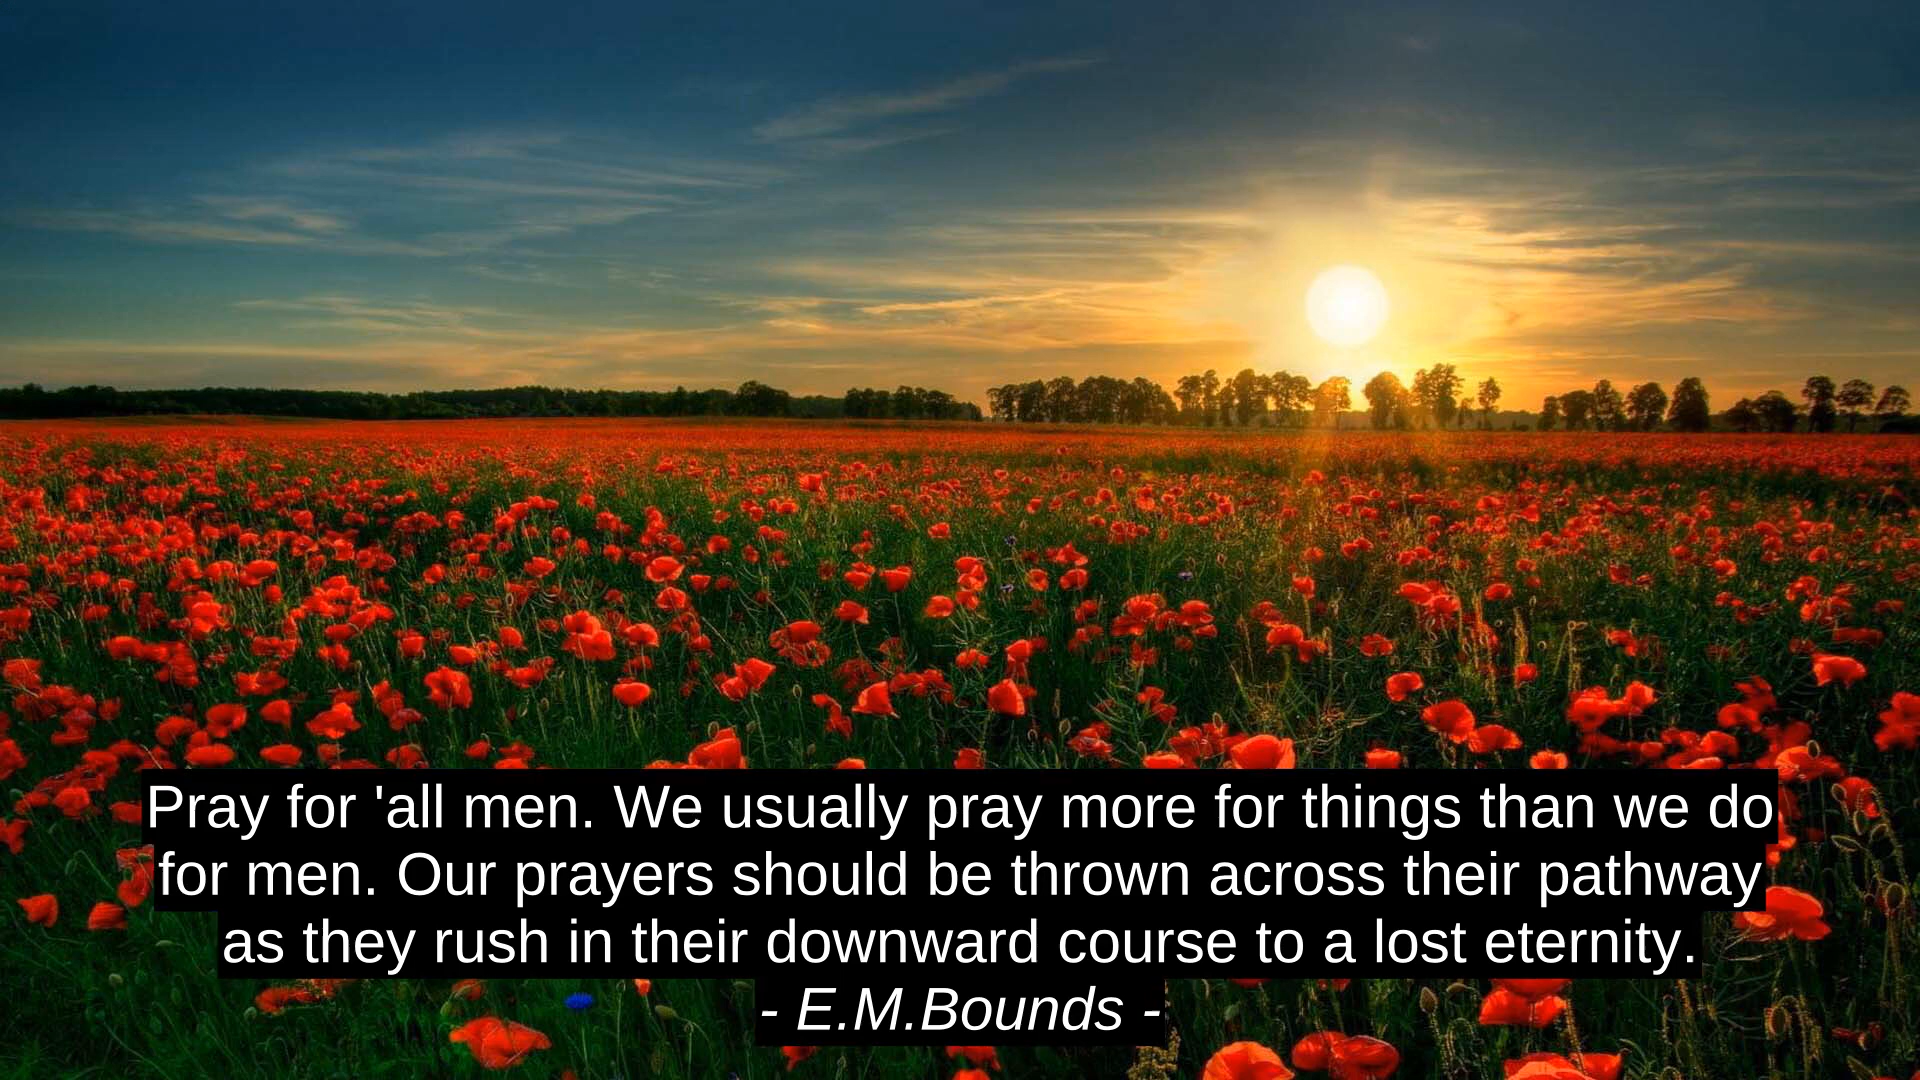 Pray for 'all men. We usually pray more for things than we do
for men. Our prayers should be thrown across their pathway
as they rush in their downward course to a lost eternity.
- E.M.Bounds -